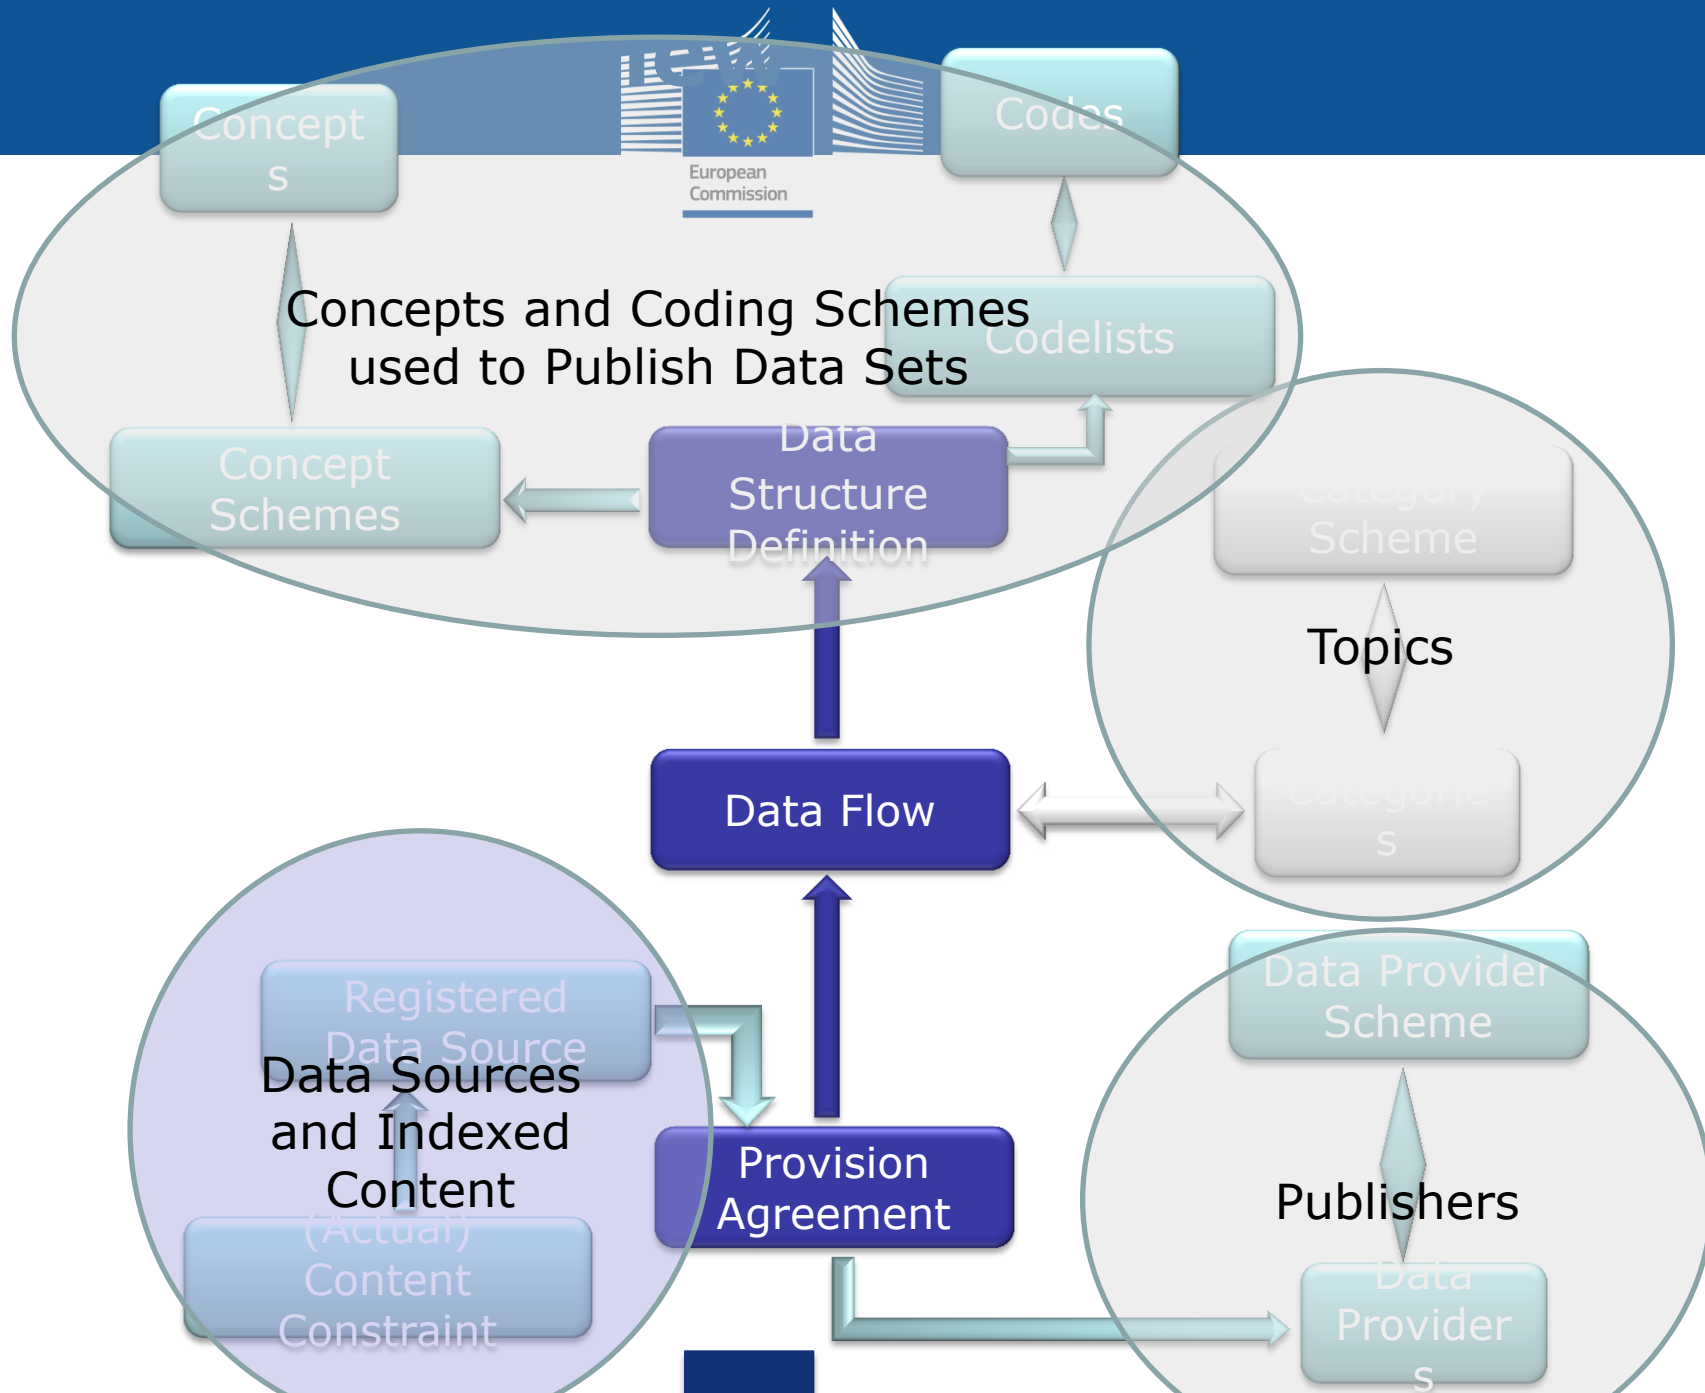 Concept
s
Codes
European
Commission
Concepts and Coding Schemes
used to Publish Data Sets
Codelists
Concept
Schemes
Data
Structure
Definition
Category
Scheme
Topics
Data Flow
Categorie
s
Registered
Data Source
Data Sources
and Indexed
Content
(Actual)
Content
Constraint
Provision
Agreement
Data Provider
Scheme
Publishers
Data
Provider
s